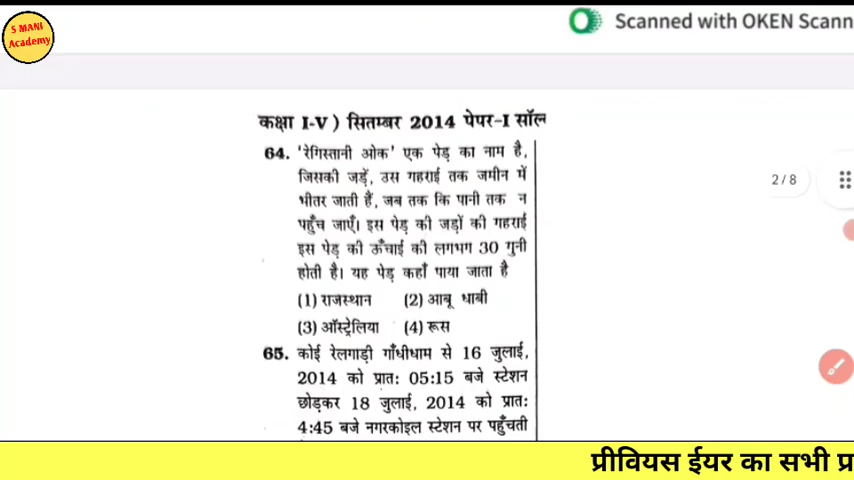 S MANI
Academy
Scanned with OKEN Scann
कक्षा I-V) सितम्बर 2014 पेपर-I सॉल
64. 'रेगिस्तानी ओक' एक पेड़ का नाम है,
जिसकी जड़ें, उस गहराई तक जमीन में
भीतर जाती हैं, जब तक कि पानी तक न
पहुँच जाएँ। इस पेड़ की जड़ों की गहराई
इस पेड़ की ऊँचाई की लगभग 30 गुनी
होती है। यह पेड़ कहाँ पाया जाता है
(1) राजस्थान (2) आबू धाबी
(3) ऑस्ट्रेलिया (4) रूस
2/8
65. कोई रेलगाड़ी गाँधीधाम से 16 जुलाई,
2014 को प्रातः 05:15 बजे स्टेशन
छोड़कर 18 जुलाई, 2014 को प्रातः
4:45 बजे नगरकोइल स्टेशन पर पहुँचती
प्रीवियस ईयर का सभी प्र